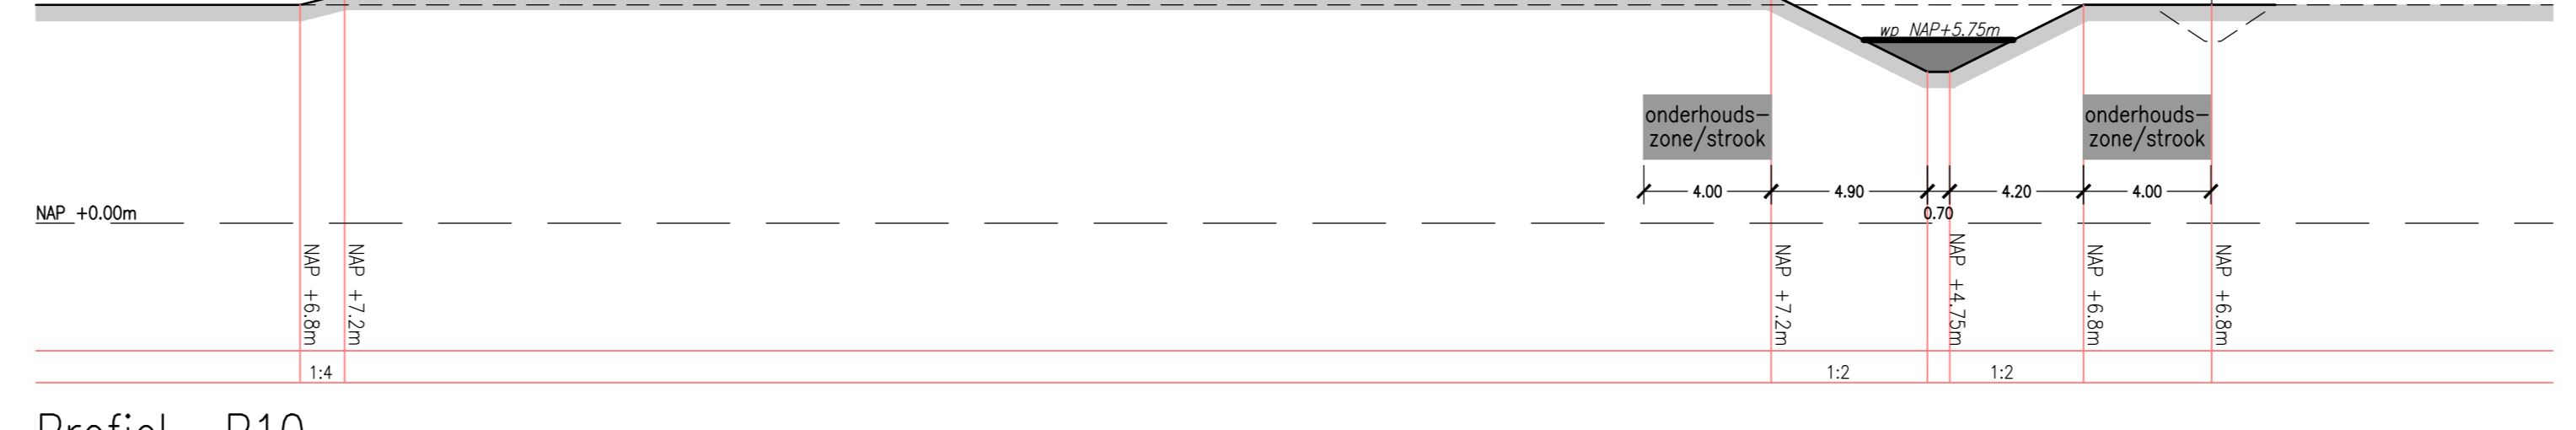 wp NAP+5.75m
onderhouds-
zone/strook
onderhouds-
zone/strook
4.00
4.90
0.70
4.20
4.00
NAP +0.00m
NAP +6.8m
NAP +7.2m
NAP +7.2m
NAP +4.75m
NAP +6.8m
NAP +6.8m
1:4
1:2
1:2
Profiel B10